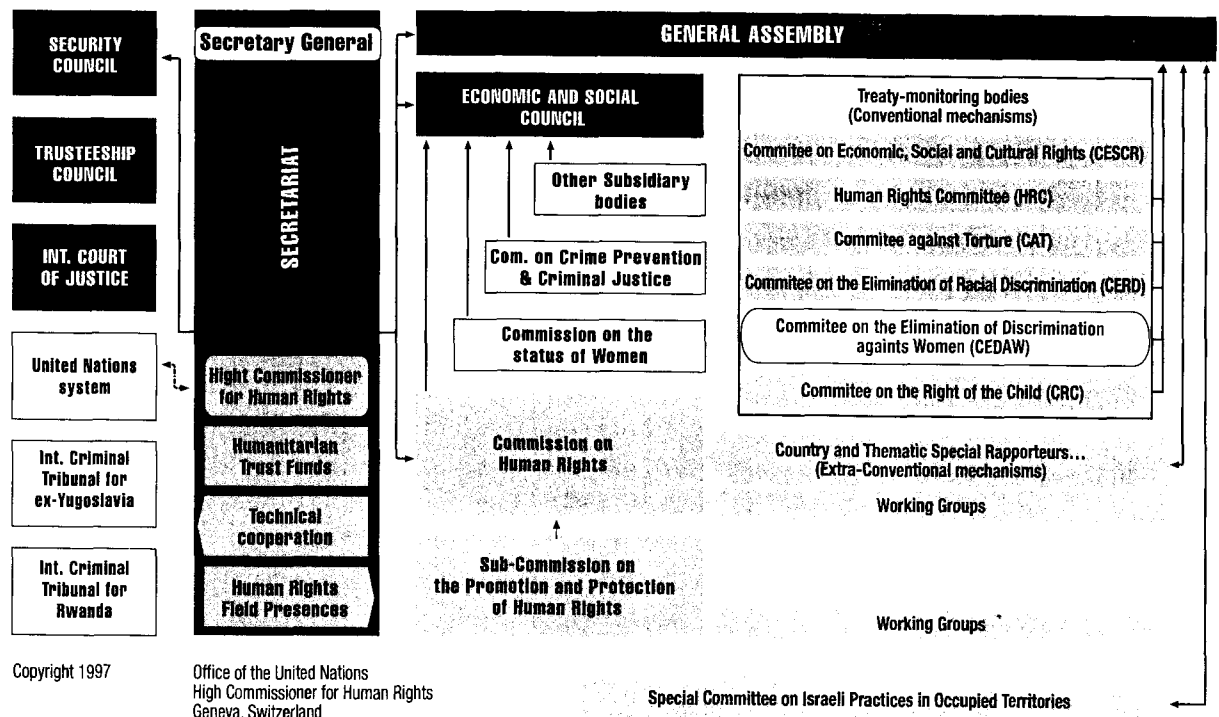 SECURITY
COUNCIL
TRUSTEESHIP
COUNCIL
INT. COURT
OF JUSTICE
United Nations
system
Int. Criminal
Tribunal for
ex-Yugoslavia
Int. Criminal
Tribunal for
Rwanda
Secretary General
SECRETARIAT
Hight Commissioner
for Human Rights
Humanitarian
Trust Funds
Technical
cooperation
Human Rights
Field Presences
GENERAL ASSEMBLY
ECONOMIC AND SOCIAL
COUNCIL
Other Subsidiary
bodies
Com. on Crime Prevention
& Criminal Justice
Commission on the
status of Women
Commission on
Human Rights
Sub-Commission on
the Promotion and Protection
of Human Rights
Treaty-monitoring bodies
(Conventional mechanisms)
Commitee on Economic, Social and Cultural Rights (CESCR)
Human Rights Committee (HRC)
Commitee against Torture (CAT)
Commitee on the Elimination of Racial Discrimination (CERD)
Commitee on the Elimination of Discrimination
againts Women (CEDAW)
Commitee on the Right of the Child (CRC)
Country and Thematic Special Rapporteurs...
(Extra-Conventional mechanisms)
Working Groups
Working Groups
Special Committee on Israeli Practices in Occupied Territories
Copyright 1997
Office of the United Nations
High Commissioner for Human Rights
Geneva, Switzerland